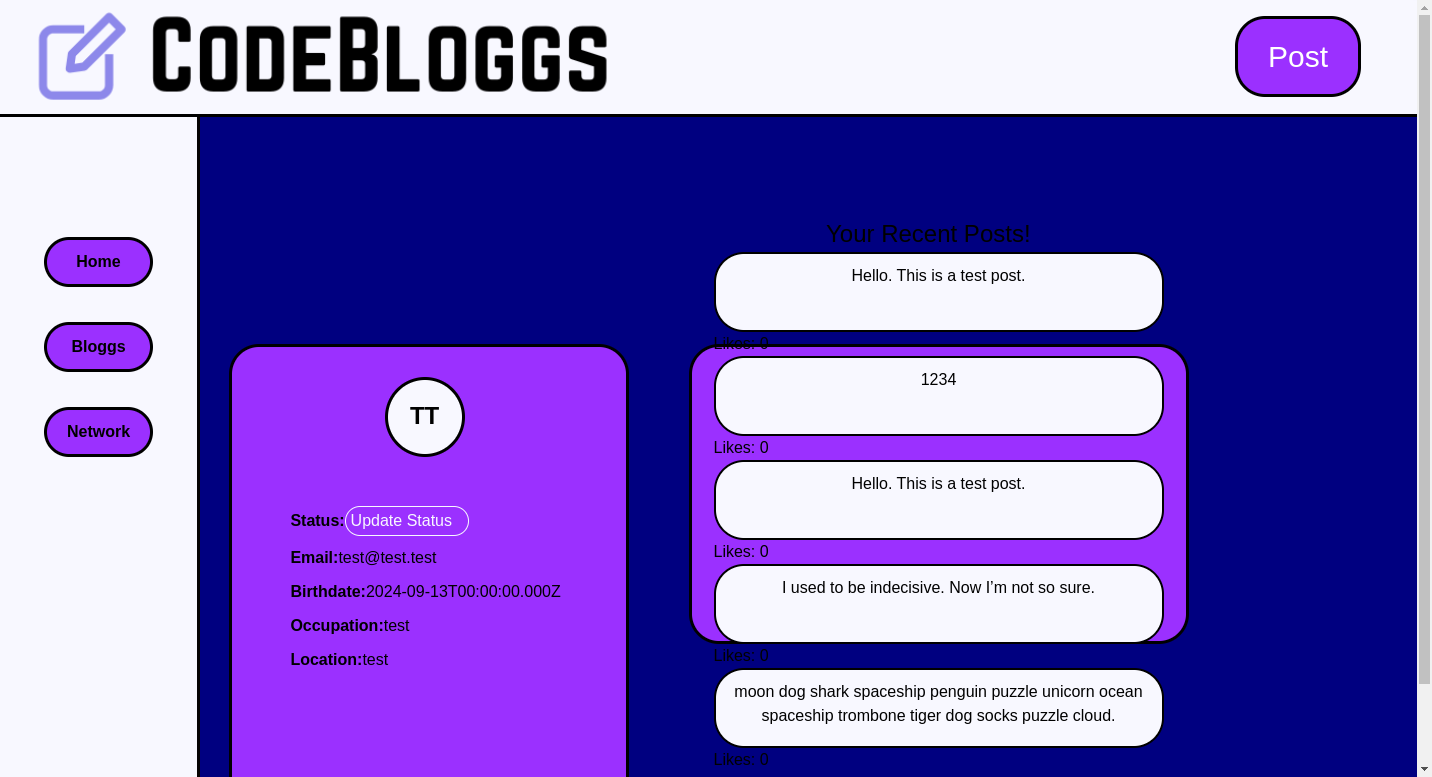 CodeBloggs
Post
Home
Bloggs
Network
TT
Status:Update Status
Email:test@test.test
Birthdate:2024-09-13T00:00:00.000Z
Occupation:test
Location:test
Your Recent Posts!
Hello. This is a test post.
Likes: 0
1234
Likes: 0
Hello. This is a test post.
Likes: 0
I used to be indecisive. Now I’m not so sure.
Likes: 0
moon dog shark spaceship penguin puzzle unicorn ocean
spaceship trombone tiger dog socks puzzle cloud.
Likes: 0